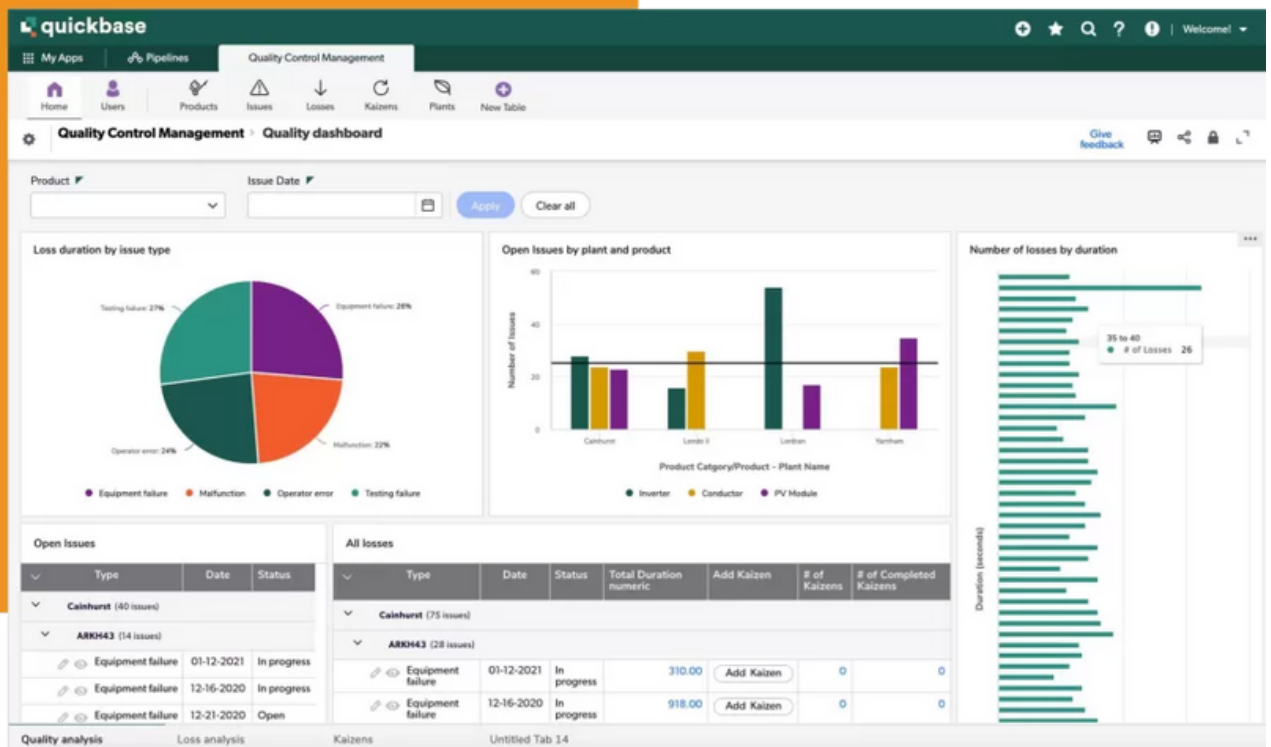 quickbase
Welcome!
My Apps
Pipelines
Quality Control Management
Home
Users
Products
Issues
Losses
Kaizens
Plants
New Table
Quality Control Management > Quality dashboard
Give
feedback
Product
Issue Date
Apply
Clear all
Loss duration by issue type
Testing failure: 27%
Equipment failure: 26%
Operator error: 24%
Malfunction: 22%
Equipment failure
Malfunction
Operator error
Testing failure
Open Issues by plant and product
Number of Issues
60
40
20
0
Cainhurst
Londo II
Lordran
Yarnham
Product Catgory/Product - Plant Name
Inverter
Conductor
PV Module
Number of losses by duration
35 to 40
# of Losses 26
Duration (seconds)
Open Issues
Type Date Status
Cainhurst (40 issues)
ARKH43 (14 issues)
Equipment failure 01-12-2021 In progress
Equipment failure 12-16-2020 In progress
Equipment failure 12-21-2020 Open
All losses
Type Date Status Total Duration numeric Add Kaizen # of Kaizens # of Completed Kaizens
Cainhurst (75 issues)
ARKH43 (28 issues)
Equipment failure 01-12-2021 In progress 310.00 Add Kaizen 0 0
Equipment failure 12-16-2020 In progress 918.00 Add Kaizen 0 0
Quality analysis
Loss analysis
Kaizens
Untitled Tab 14